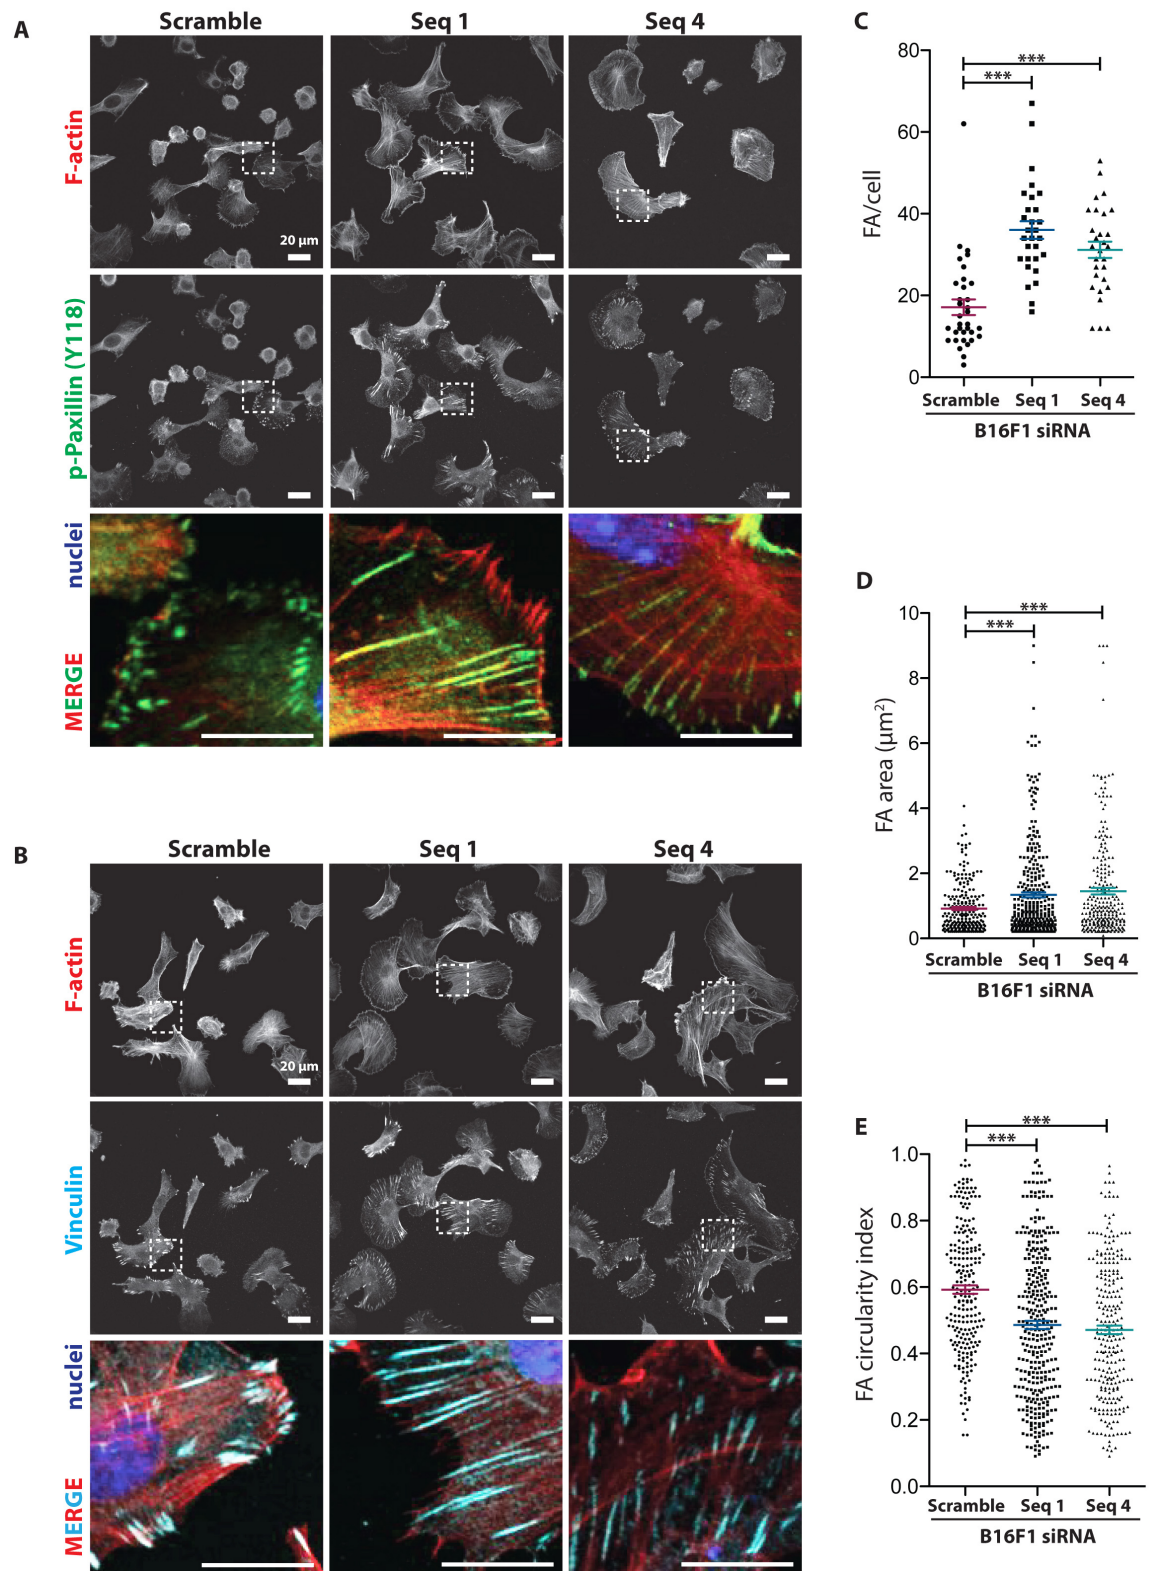 A
Scramble
Seq 1
Seq 4
F-actin
20 µm
p-Paxillin (Y118)
nuclei
MERGE
B
Scramble
Seq 1
Seq 4
F-actin
20 µm
Vinculin
nuclei
MERGE
C
80
60
40
20
0
FA/cell
***
***
Scramble
Seq 1
Seq 4
B16F1 siRNA
D
10
8
6
4
2
0
FA area (µm²)
***
***
Scramble
Seq 1
Seq 4
B16F1 siRNA
E
1.0
0.8
0.6
0.4
0.2
0.0
FA circularity index
***
***
Scramble
Seq 1
Seq 4
B16F1 siRNA